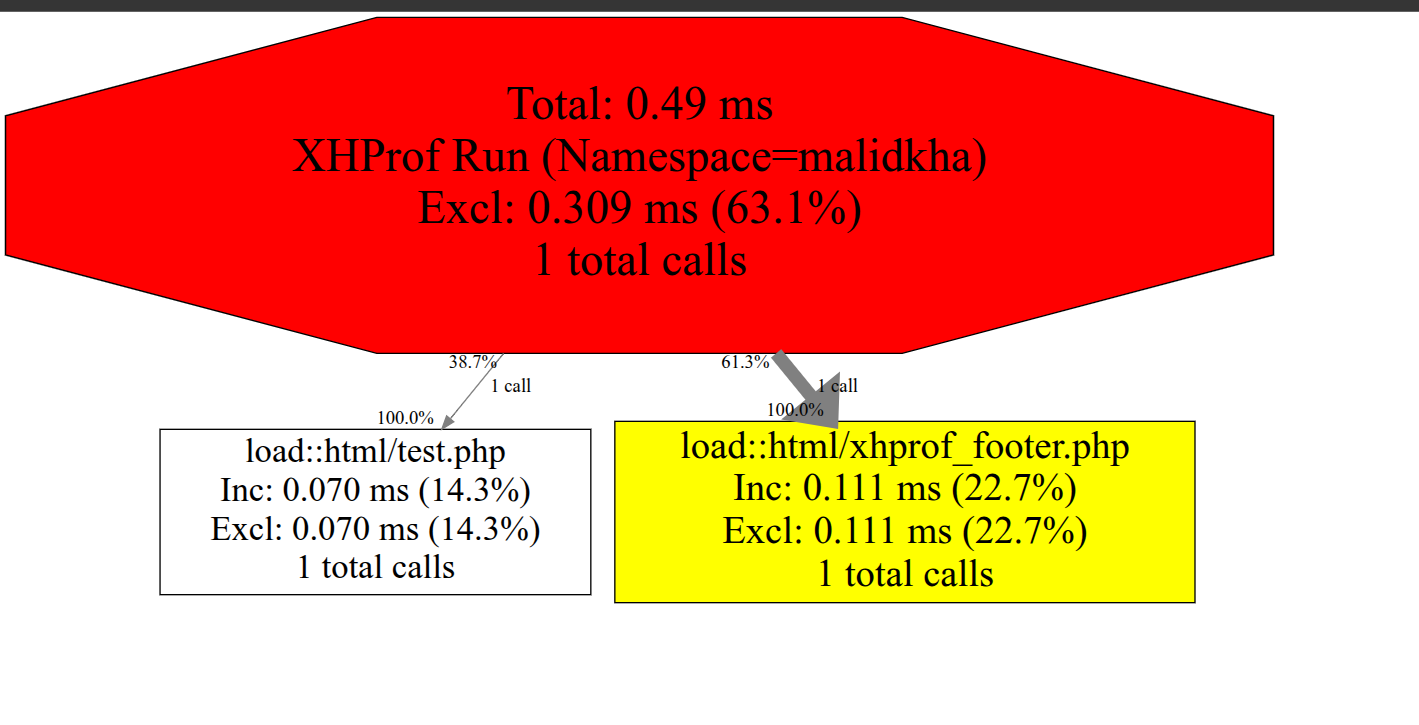 Total: 0.49 ms
XHProf Run (Namespace=malidkha)
Excl: 0.309 ms (63.1%)
1 total calls
38.7%
1 call
100.0%
61.3%
1 call
100.0%
load::html/test.php
Inc: 0.070 ms (14.3%)
Excl: 0.070 ms (14.3%)
1 total calls
load::html/xhprof_footer.php
Inc: 0.111 ms (22.7%)
Excl: 0.111 ms (22.7%)
1 total calls